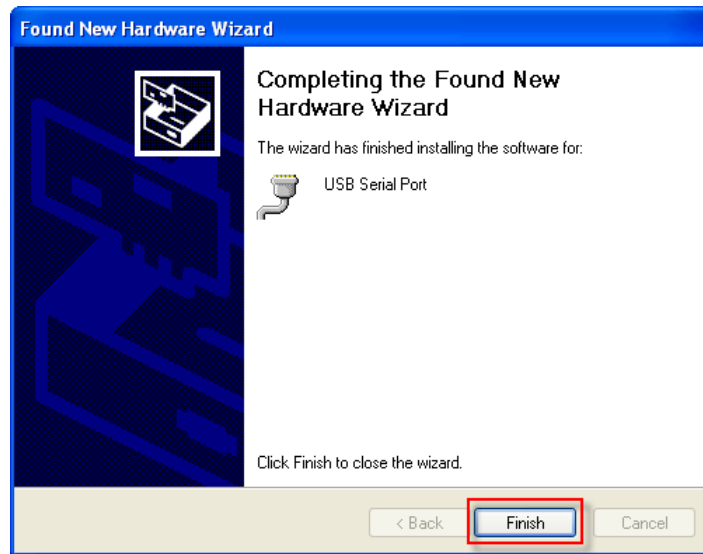 Found New Hardware Wizard
Completing the Found New
Hardware Wizard
The wizard has finished installing the software for:
USB Serial Port
Click Finish to close the wizard.
< Back
Finish
Cancel